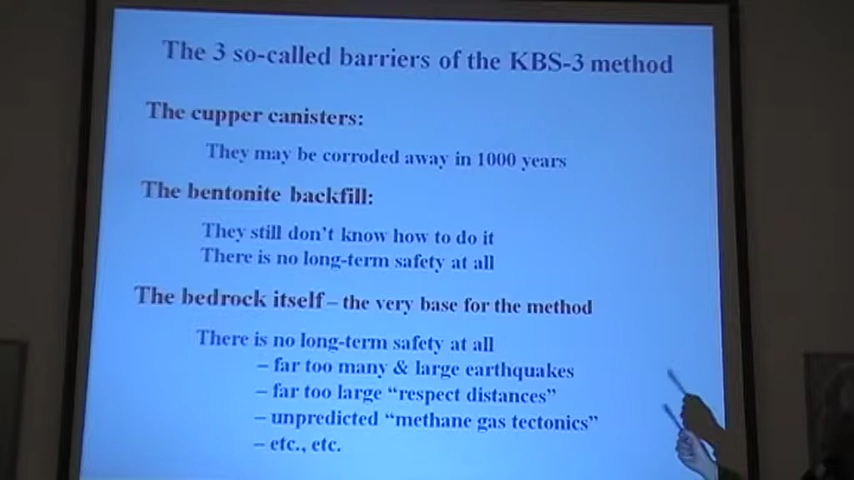 The 3 so-called barriers of the KBS-3 method
The cupper canisters:
They may be corroded away in 1000 years
The bentonite backfill:
They still don't know how to do it
There is no long-term safety at all
The bedrock itself – the very base for the method
There is no long-term safety at all
– far too many & large earthquakes
– far too large “respect distances”
– unpredicted “methane gas tectonics”
– etc., etc.